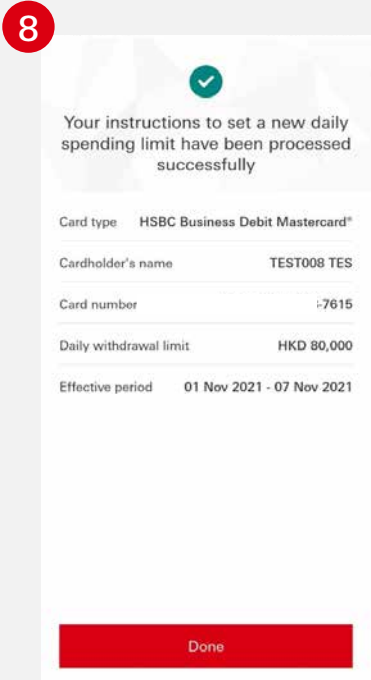 8
Your instructions to set a new daily
spending limit have been processed
successfully
Card type HSBC Business Debit Mastercard®
Cardholder's name TEST008 TES
Card number -7615
Daily withdrawal limit HKD 80,000
Effective period 01 Nov 2021 - 07 Nov 2021
Done